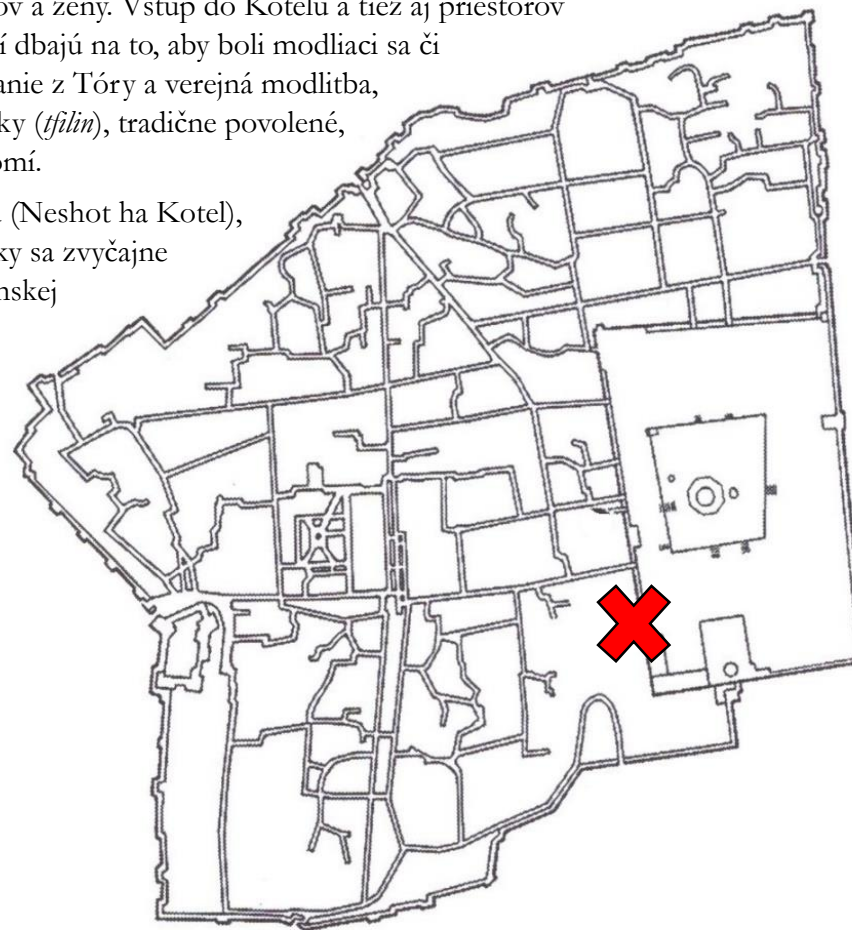 ov a ženy. Vstup do Kotelu a tiež aj priestorov
í dbajú na to, aby boli modliaci sa či
anie z Tóry a verejná modlitba,
ky (tfilin), tradične povolené,
omí.
(Neshot ha Kotel),
ky sa zvyčajne
nskej